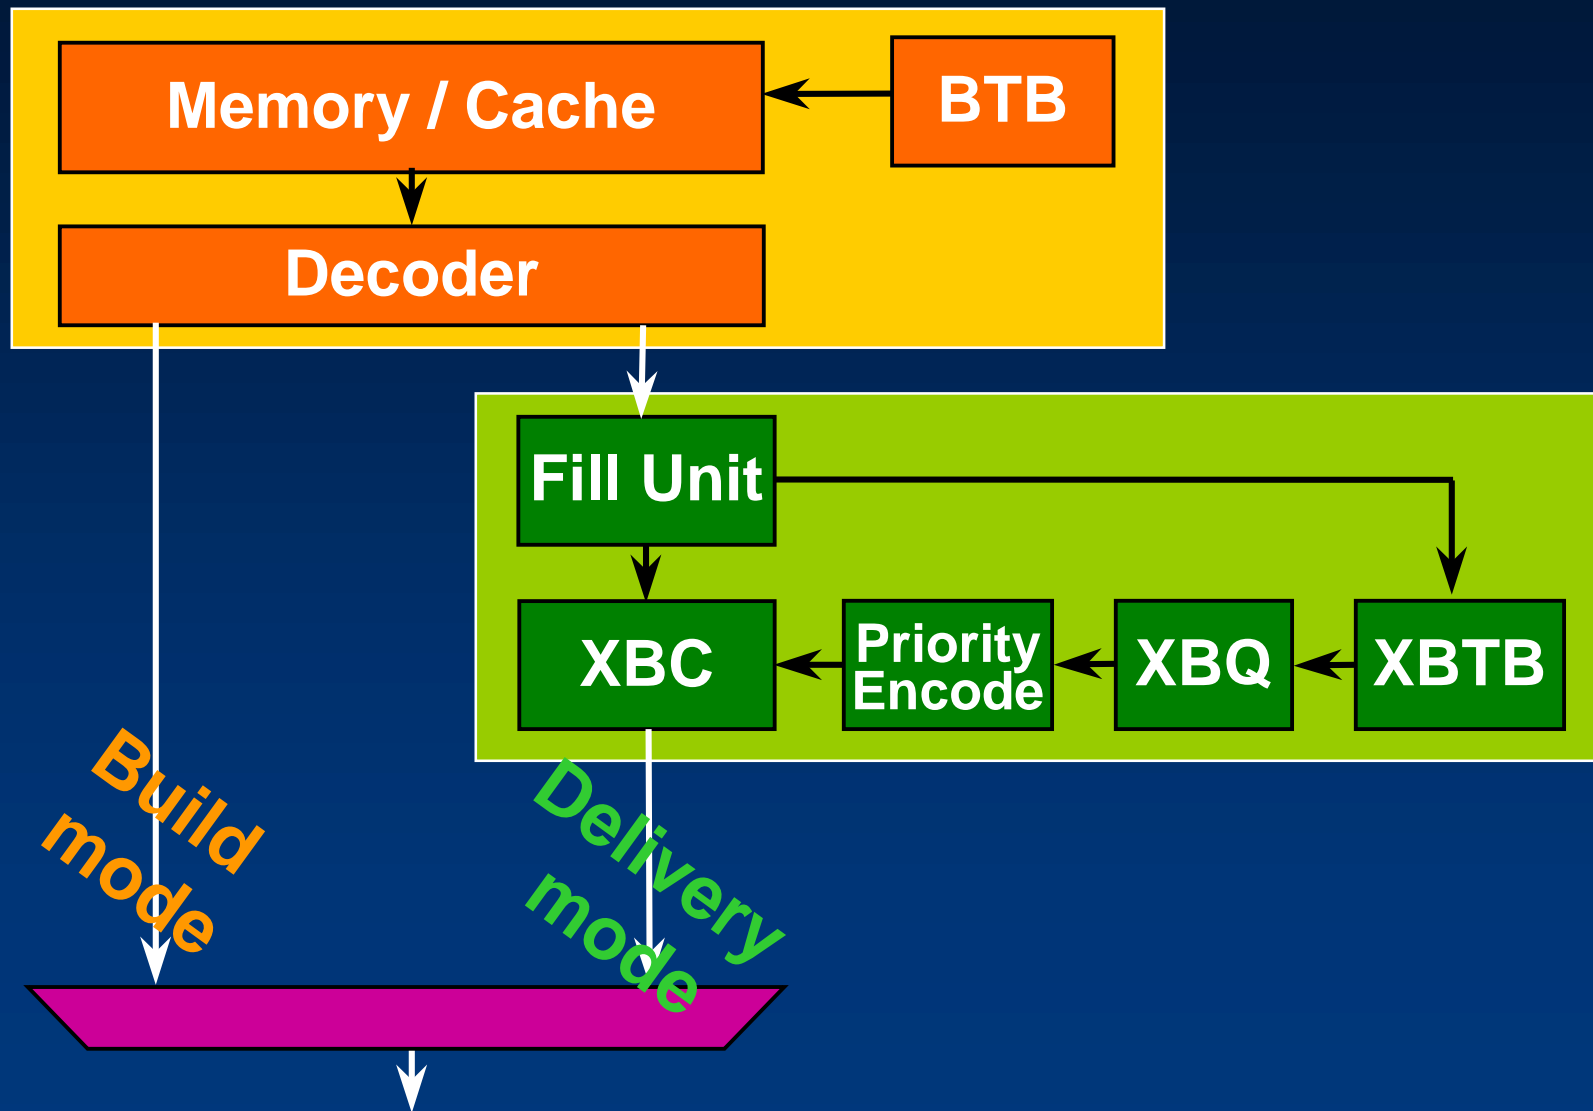 Memory / Cache
BTB
Decoder
Fill Unit
XBC
Priority
Encode
XBQ
XBTB
Build
mode
Delivery
mode